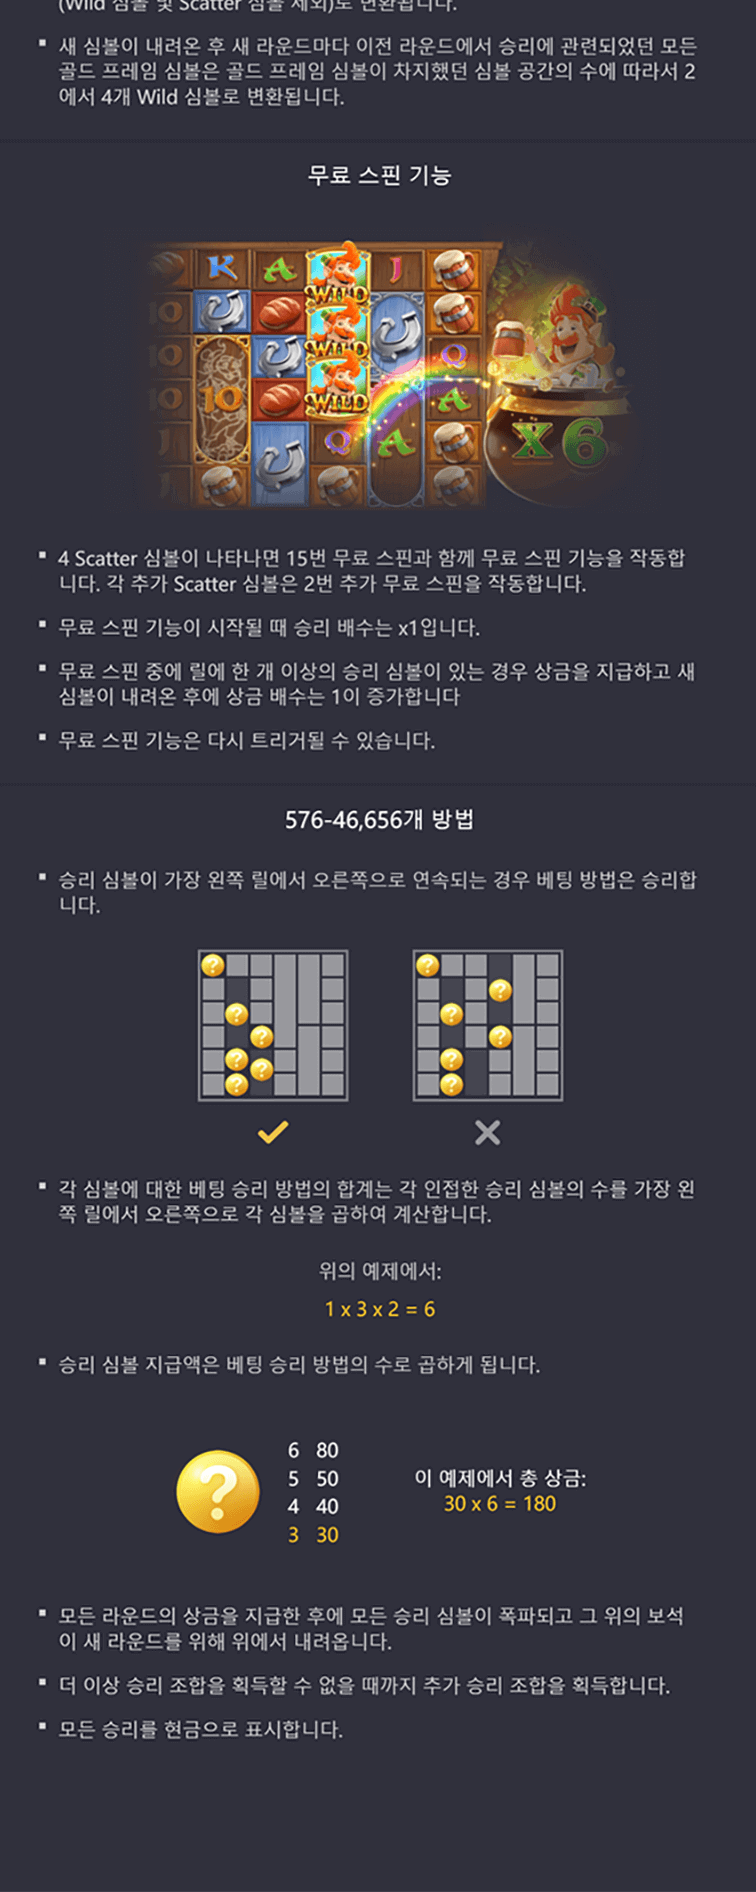 (Wild 심볼 및 Scatter 심볼 제외)로 변환됩니다.
새 심볼이 내려온 후 새 라운드마다 이전 라운드에서 승리에 관련되었던 모든
골드 프레임 심볼은 골드 프레임 심볼이 차지했던 심볼 공간의 수에 따라서 2
에서 4개 Wild 심볼로 변환됩니다.
무료 스핀 기능
K A WILD J
10 WILD
10 WILD Q
10 10 WILD A
J Q A X6
J
4 Scatter 심볼이 나타나면 15번 무료 스핀과 함께 무료 스핀 기능을 작동합
니다. 각 추가 Scatter 심볼은 2번 추가 무료 스핀을 작동합니다.
무료 스핀 기능이 시작될 때 승리 배수는 x1입니다.
무료 스핀 중에 릴에 한 개 이상의 승리 심볼이 있는 경우 상금을 지급하고 새
심볼이 내려온 후에 상금 배수는 1이 증가합니다
무료 스핀 기능은 다시 트리거될 수 있습니다.
576-46,656개 방법
승리 심볼이 가장 왼쪽 릴에서 오른쪽으로 연속되는 경우 베팅 방법은 승리합
니다.
? ?
? ?
? ?
? ?
? ? ?
? ?
각 심볼에 대한 베팅 승리 방법의 합계는 각 인접한 승리 심볼의 수를 가장 왼
쪽 릴에서 오른쪽으로 각 심볼을 곱하여 계산합니다.
위의 예제에서:
1 x 3 x 2 = 6
승리 심볼 지급액은 베팅 승리 방법의 수로 곱하게 됩니다.
?
6 80
5 50
4 40
3 30
이 예제에서 총 상금:
30 x 6 = 180
모든 라운드의 상금을 지급한 후에 모든 승리 심볼이 폭파되고 그 위의 보석
이 새 라운드를 위해 위에서 내려옵니다.
더 이상 승리 조합을 획득할 수 없을 때까지 추가 승리 조합을 획득합니다.
모든 승리를 현금으로 표시합니다.